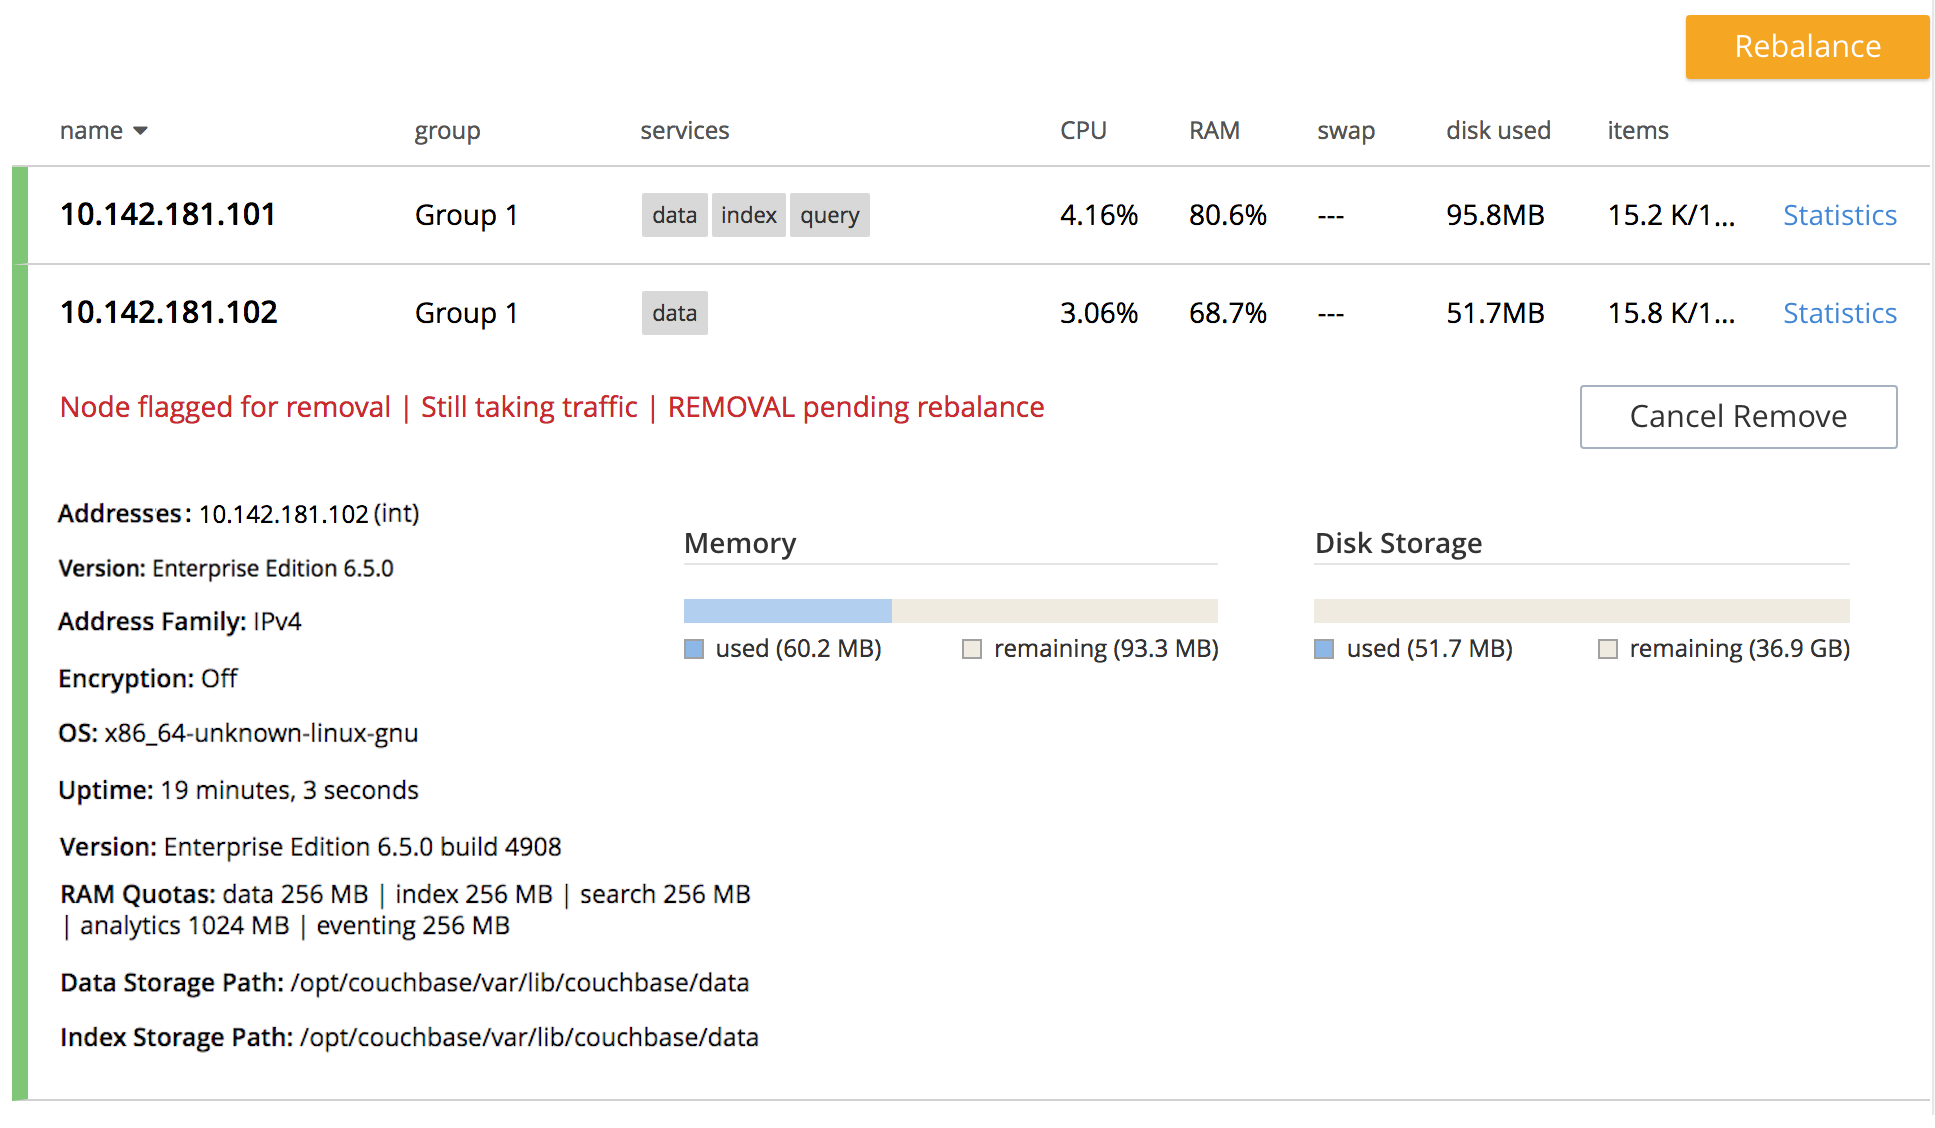 Rebalance
name group services CPU RAM swap disk used items
10.142.181.101 Group 1 data index query 4.16% 80.6% --- 95.8MB 15.2 K/1... Statistics
10.142.181.102 Group 1 data 3.06% 68.7% --- 51.7MB 15.8 K/1... Statistics
Node flagged for removal | Still taking traffic | REMOVAL pending rebalance
Cancel Remove
Addresses: 10.142.181.102 (int)
Version: Enterprise Edition 6.5.0
Address Family: IPv4
Encryption: Off
OS: x86_64-unknown-linux-gnu
Uptime: 19 minutes, 3 seconds
Version: Enterprise Edition 6.5.0 build 4908
RAM Quotas: data 256 MB | index 256 MB | search 256 MB
| analytics 1024 MB | eventing 256 MB
Data Storage Path: /opt/couchbase/var/lib/couchbase/data
Index Storage Path: /opt/couchbase/var/lib/couchbase/data
Memory
used (60.2 MB) remaining (93.3 MB)
Disk Storage
used (51.7 MB) remaining (36.9 GB)